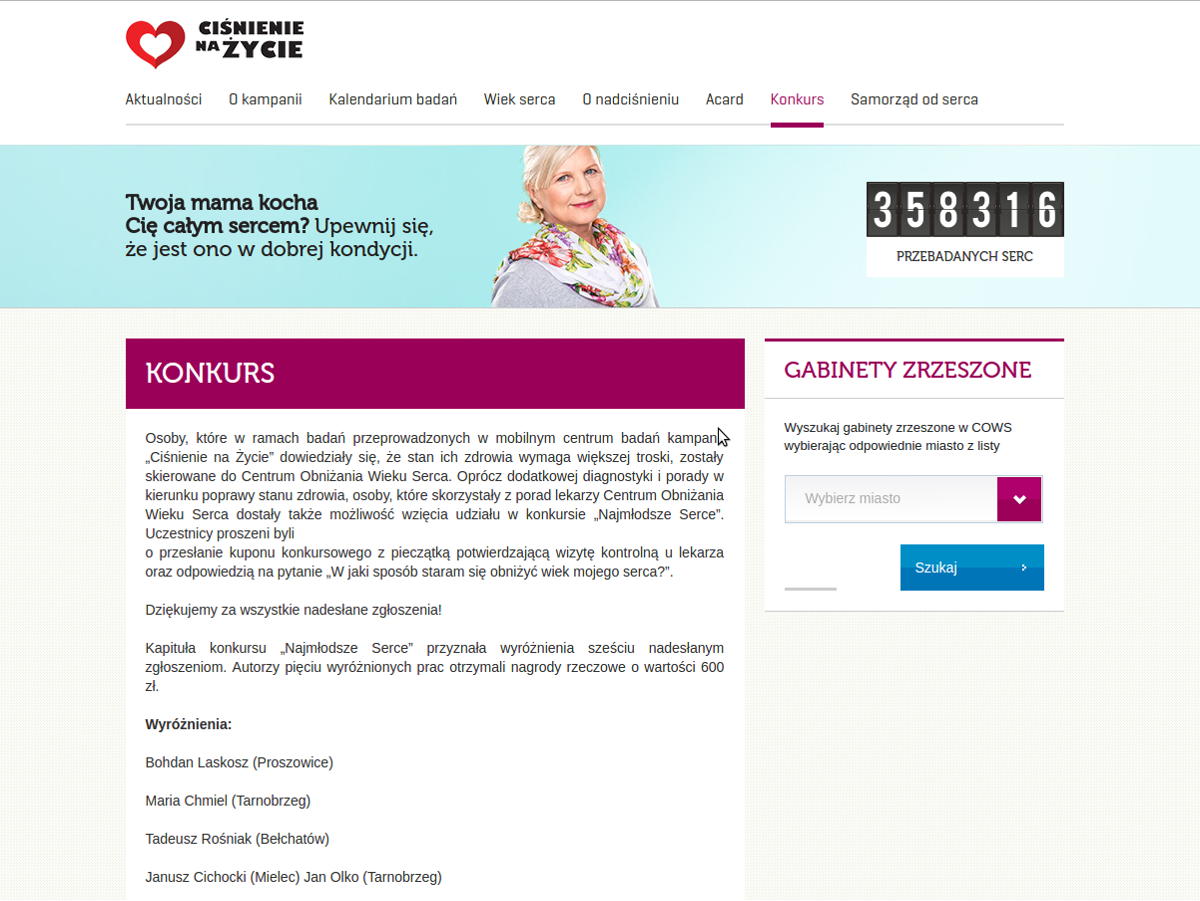 CIŚNIENIE
NA ŻYCIE
Aktualności O kampanii Kalendarium badań Wiek serca O nadciśnieniu Acard Konkurs Samorząd od serca
Twoja mama kocha
Cię całym sercem? Upewnij się,
że jest ono w dobrej kondycji.
358316
PRZEBADANYCH SERC
KONKURS
Osoby, które w ramach badań przeprowadzonych w mobilnym centrum badań
„Ciśnienie na Życie” dowiedziały się, że stan ich zdrowia wymaga większej troski, zostały
skierowane do Centrum Obniżania Wieku Serca. Oprócz dodatkowej diagnostyki i porady w
kierunku poprawy stanu zdrowia, osoby, które skorzystały z porad lekarzy Centrum Obniżania
Wieku Serca dostały także możliwość wzięcia udziału w konkursie „Najmłodsze Serce”.
Uczestnicy proszeni byli
o przesłanie kuponu konkursowego z pieczątką potwierdzającą wizytę kontrolną u lekarza
oraz odpowiedzią na pytanie „W jaki sposób staram się obniżyć wiek mojego serca?”.
Dziękujemy za wszystkie nadesłane zgłoszenia!
Kapituła konkursu „Najmłodsze Serce” przyznała wyróżnienia sześciu nadesłanym
zgłoszeniom. Autorzy pięciu wyróżnionych prac otrzymali nagrody rzeczowe o wartości 600
zł.
Wyróżnienia:
Bohdan Laskosz (Proszowice)
Maria Chmiel (Tarnobrzeg)
Tadeusz Rośniak (Bełchatów)
Janusz Cichocki (Mielec) Jan Olko (Tarnobrzeg)
GABINETY ZRZESZONE
Wyszukaj gabinety zrzeszone w COWS
wybierając odpowiednie miasto z listy
Wybierz miasto
Szukaj